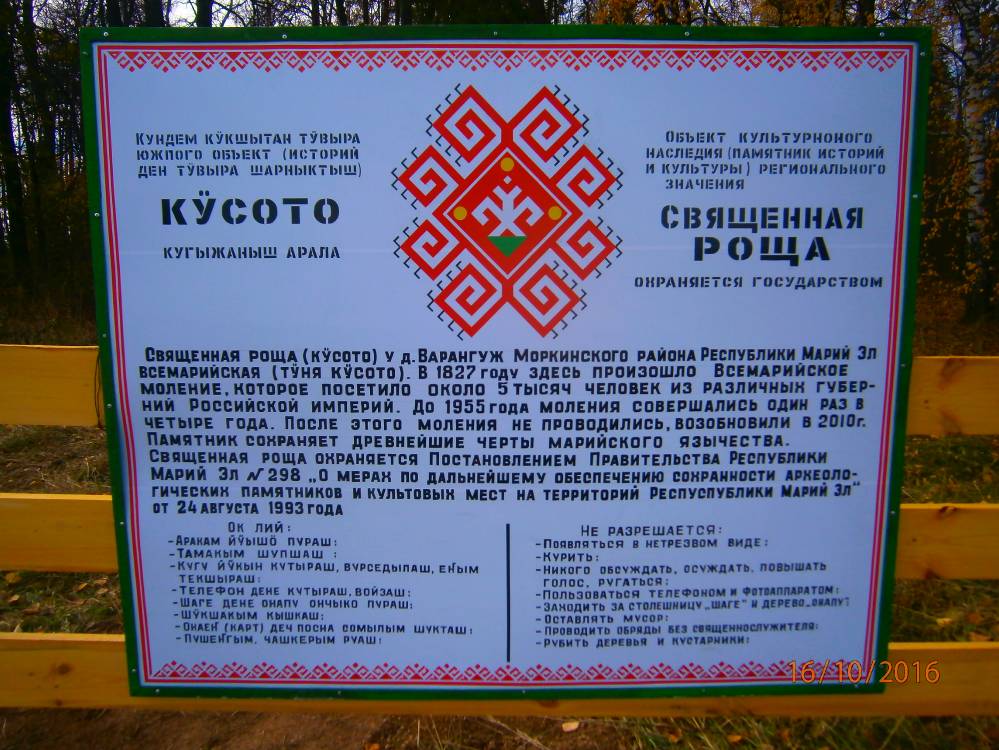 Кундем кӱкшытан тӱвыра
южпого объект (историй
ден тӱвыра шарныктыш)
КӰСОТО
кугыжаныш арала
Объект культурноного
наследия (памятник историй
и культуры) регионального
значения
Священная
роща
охраняется государством
Священная роща (кӱсото) у д. Варангуж Моркинского района Республики Марий Эл
всемарийская (тӱня кӱсото). В 1827 году здесь произошло Всемарийское
моление, которое посетило около 5 тысяч человек из различных губер-
ний Российской империй. До 1955 года моления совершались один раз в
четыре года. После этого моления не проводились, возобновили в 2010г.
Памятник сохраняет древнейшие черты марийского язычества.
Священная роща охраняется Постановлением Правительства Республики
Марий Эл №298 „О мерах по дальнейшему обеспечению сохранности археоло-
гических памятников и культовых мест на территорий Респуспублики Марий Эл"
от 24 августа 1993 года
Ок лий:
-Аракам йӱышӧ пураш:
-Тамакым шупшаш:
-Кугу йӱкын кутыраш, вурседылаш, еҥым
текшыраш:
-Телефон дене кутыраш, войзаш:
-Шаге дене онапу ончыко пураш:
-Шӱкшакым кышкаш:
-Онаеҥ (карт) деч посна сомылым шукташ:
-Пушеҥгым, чашкерым руаш:
Не разрешается:
-Появляться в нетрезвом виде:
-Курить:
-Никого обсуждать, осуждать, повышать
голос, ругаться:
-Пользоваться телефоном и фотоаппаратом:
-Заходить за столешницу „шаге" и дерево „онапу":
-Оставлять мусор:
-Проводить обряды без священнослужителя:
-Рубить деревья и кустарники:
16/10/2016